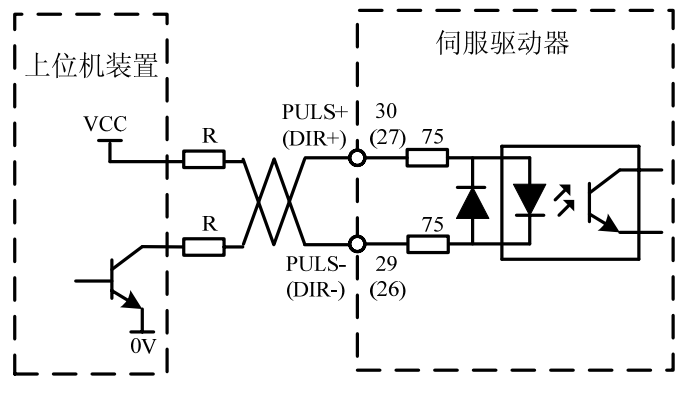 伺服驱动器
上位机装置
VCC
R
PULS+
(DIR+)
30
(27)
75
R
PULS-
(DIR-)
29
(26)
75
0V